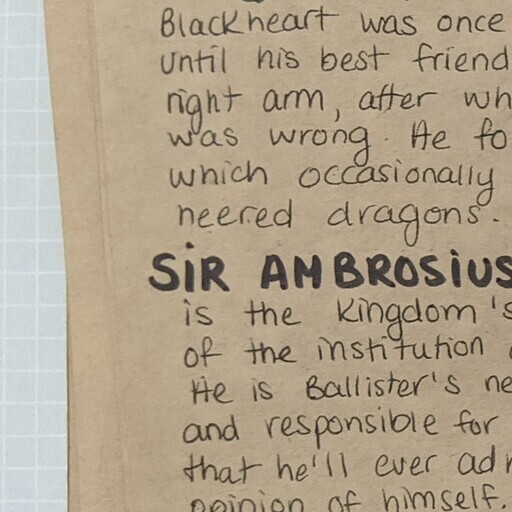 Blackheart was once
until his best friend
right arm, after wh
was wrong. He fo
which occasionally
neered dragons.
SiR AMBROSiUS
is the kingdom's
of the institution
He is Ballister's ne
and responsible for
that he'll ever ad
opinion of himself.